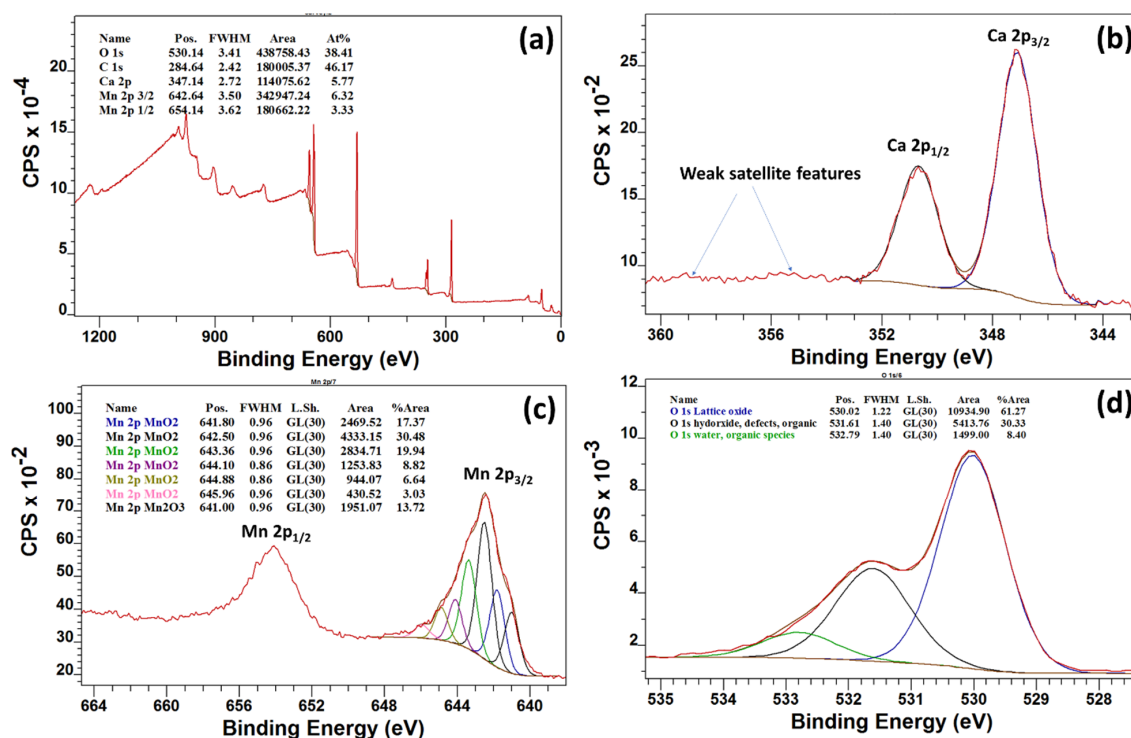 (a)
Name Pos. FWHM Area At%
O 1s 530.14 3.41 438758.43 38.41
C 1s 284.64 2.42 180005.37 46.17
Ca 2p 347.14 2.72 114075.62 5.77
Mn 2p 3/2 642.64 3.50 342947.24 6.32
Mn 2p 1/2 654.14 3.62 180662.22 3.33
CPS x 10-4
20
15
10
5
0
1200 900 600 300 0
Binding Energy (eV)
(b)
Ca 2p3/2
Ca 2p1/2
Weak satellite features
CPS x 10-2
25
20
15
10
360 356 352 348 344
Binding Energy (eV)
Mn 2p/7
(c)
Name Pos. FWHM L.Sh. Area %Area
Mn 2p MnO2 641.80 0.96 GL(30) 2469.52 17.37
Mn 2p MnO2 642.50 0.96 GL(30) 4333.15 30.48
Mn 2p MnO2 643.36 0.96 GL(30) 2834.71 19.94
Mn 2p MnO2 644.10 0.86 GL(30) 1253.83 8.82
Mn 2p MnO2 644.88 0.86 GL(30) 944.07 6.64
Mn 2p MnO2 645.96 0.96 GL(30) 430.52 3.03
Mn 2p Mn2O3 641.00 0.96 GL(30) 1951.07 13.72
Mn 2p3/2
Mn 2p1/2
CPS x 10-2
100
90
80
70
60
50
40
30
20
664 660 656 652 648 644 640
Binding Energy (eV)
O 1s/6
(d)
Name Pos. FWHM L.Sh. Area %Area
O 1s Lattice oxide 530.02 1.22 GL(30) 10934.90 61.27
O 1s hydorxide, defects, organic 531.61 1.40 GL(30) 5413.76 30.33
O 1s water, organic species 532.79 1.40 GL(30) 1499.00 8.40
CPS x 10-3
12
10
8
6
4
2
0
535 534 533 532 531 530 529 528
Binding Energy (eV)